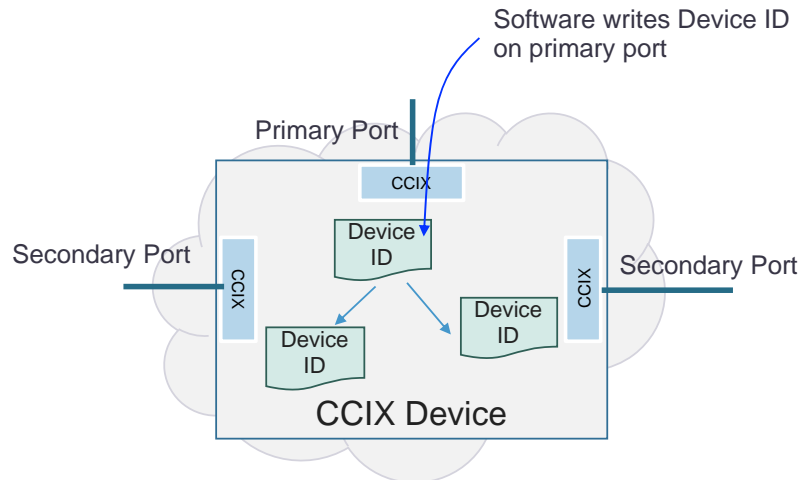 Software writes Device ID
on primary port
Primary Port
CCIX
Device
ID
Secondary Port
CCIX
CCIX
Secondary Port
Device
ID
Device
ID
CCIX Device